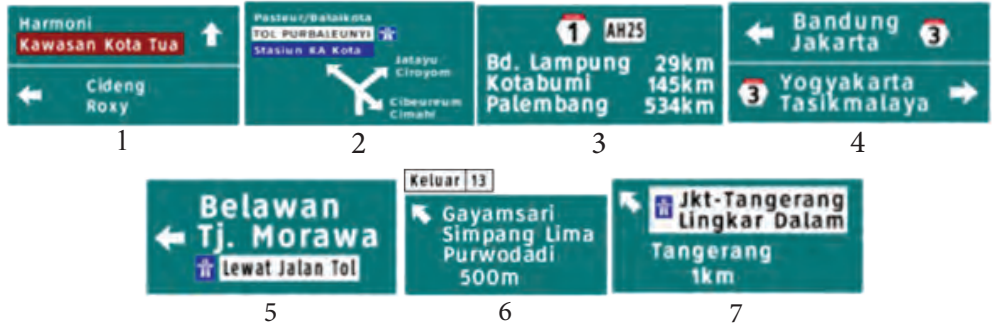 Harmoni
Kawasan Kota Tua
Cideng
Roxy
1
Pasteur/Balaikota
TOL PURBALEUNYI
Stasiun KA Kota
Jatayu
Ciroyom
Cibeureum
Cimahi
2
1 AH25
Bd. Lampung 29km
Kotabumi 145km
Palembang 534km
3
Bandung
Jakarta
3
3
Yogyakarta
Tasikmalaya
4
Belawan
Tj. Morawa
Lewat Jalan Tol
5
Keluar 13
Gayamsari
Simpang Lima
Purwodadi
500m
6
Jkt-Tangerang
Lingkar Dalam
Tangerang
1km
7